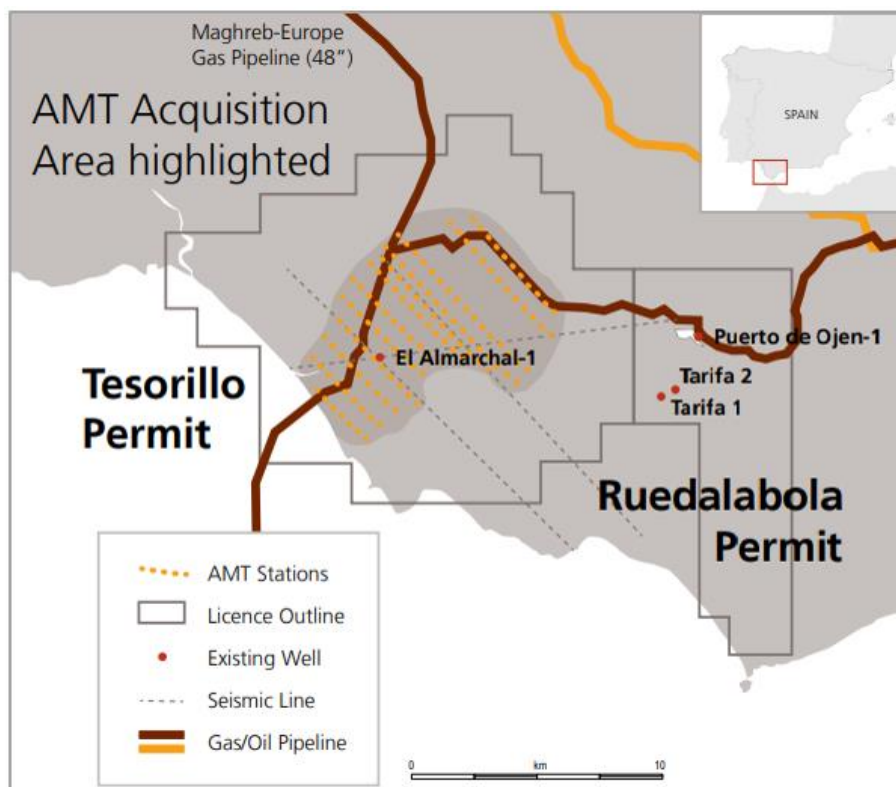 Maghreb-Europe
Gas Pipeline (48”)
AMT Acquisition
Area highlighted
SPAIN
Puerto de Ojen-1
El Almarchal-1
Tarifa 2
Tarifa 1
Tesorillo
Permit
Ruedalabola
Permit
AMT Stations
Licence Outline
Existing Well
Seismic Line
Gas/Oil Pipeline
0 km 10